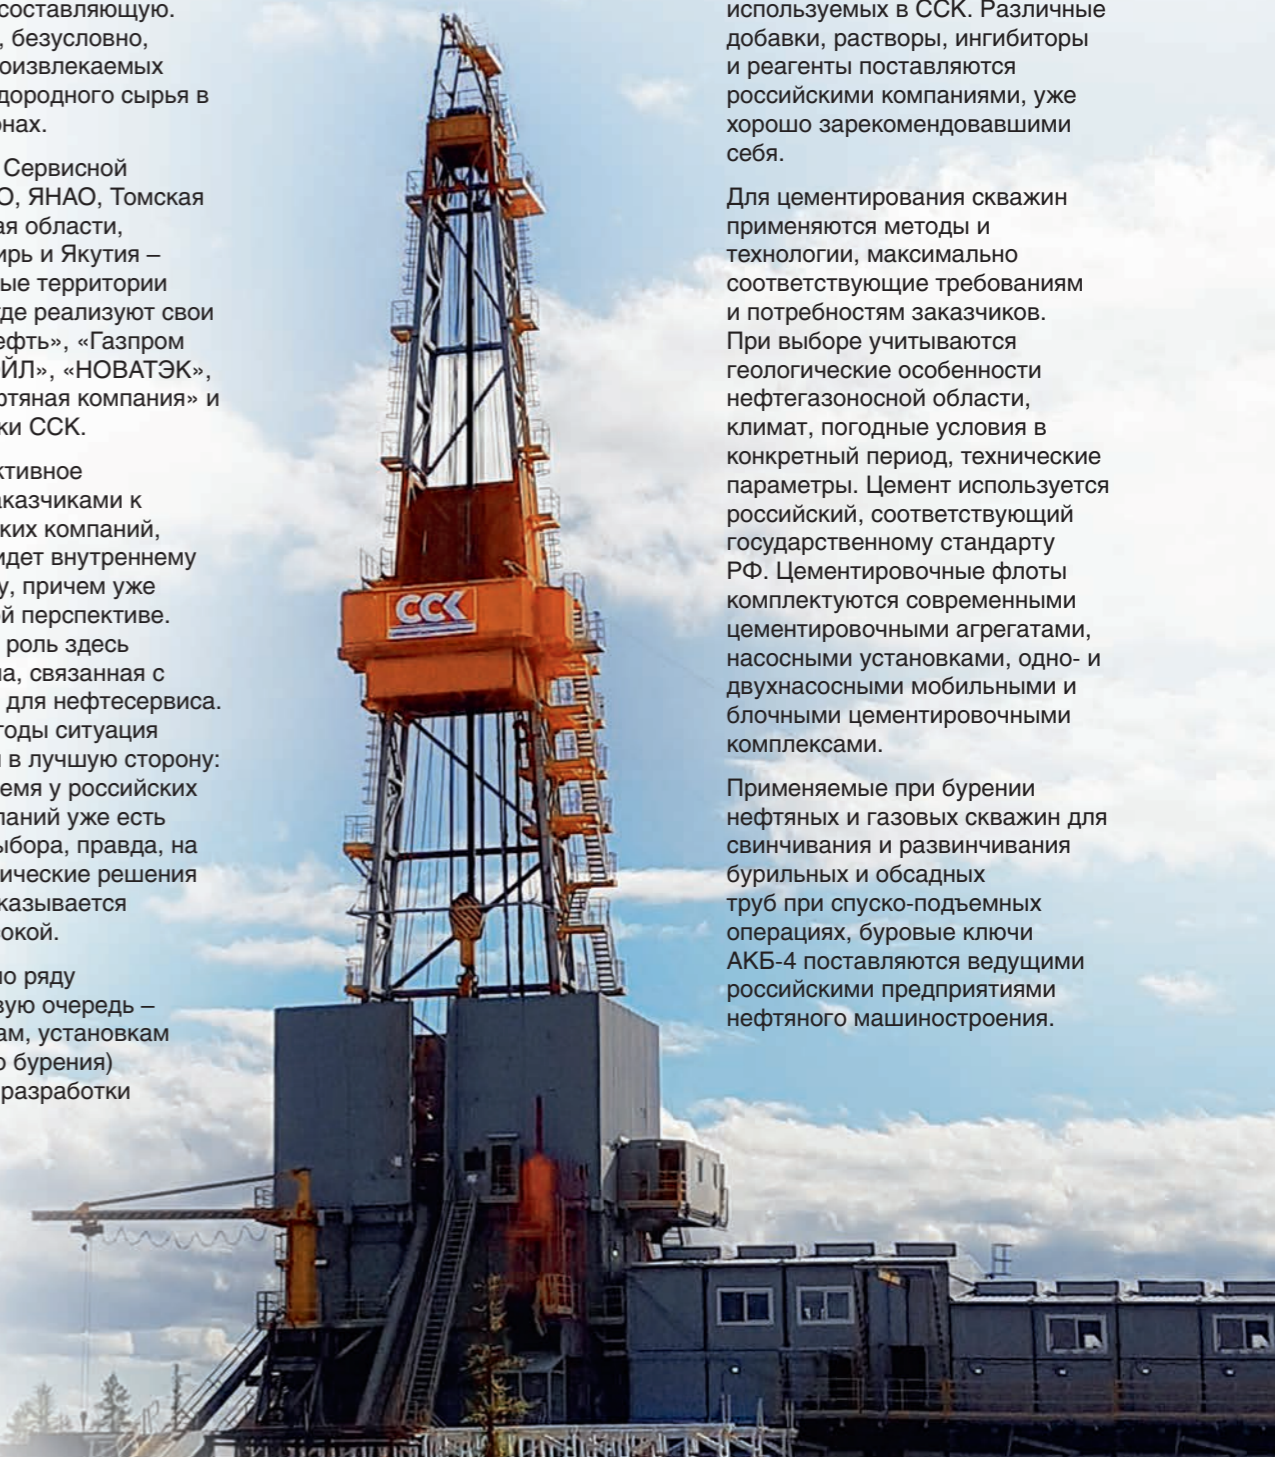 составляющую.
, безусловно,
оизвлекаемых
дородного сырья в
онах.
Сервисной
О, ЯНАО, Томская
ая области,
ирь и Якутия –
ые территории
де реализуют свои
ефть», «Газпром
ЙЛ», «НОВАТЭК»,
фтяная компания» и
ки ССК.
ктивное
аказчиками к
ких компаний,
идет внутреннему
у, причем уже
й перспективе.
роль здесь
а, связанная с
для нефтесервиса.
годы ситуация
в лучшую сторону:
емя у российских
паний уже есть
ыбора, правда, на
ические решения
казывается
окой.
по ряду
вую очередь –
ам, установкам
о бурения)
разработки
ССК
используемых в ССК. Различные
добавки, растворы, ингибиторы
и реагенты поставляются
российскими компаниями, уже
хорошо зарекомендовавшими
себя.
Для цементирования скважин
применяются методы и
технологии, максимально
соответствующие требованиям
и потребностям заказчиков.
При выборе учитываются
геологические особенности
нефтегазоносной области,
климат, погодные условия в
конкретный период, технические
параметры. Цемент используется
российский, соответствующий
государственному стандарту
РФ. Цементировочные флоты
комплектуются современными
цементировочными агрегатами,
насосными установками, одно- и
двухнасосными мобильными и
блочными цементировочными
комплексами.
Применяемые при бурении
нефтяных и газовых скважин для
свинчивания и развинчивания
бурильных и обсадных
труб при спуско-подъемных
операциях, буровые ключи
АКБ-4 поставляются ведущими
российскими предприятиями
нефтяного машиностроения.